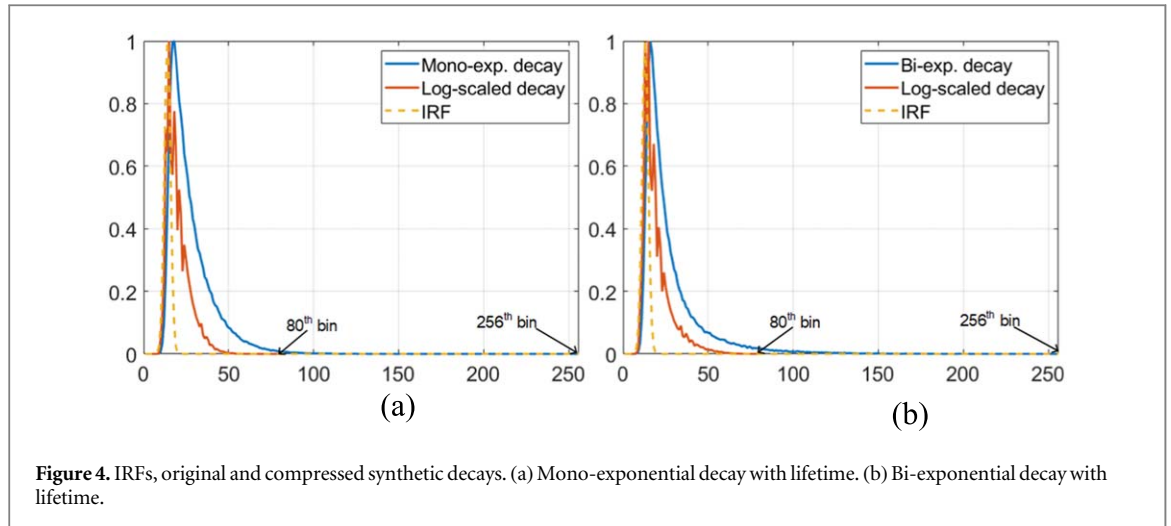 1
0.8
0.6
0.4
0.2
0
0 50 100 150 200 250
Mono-exp. decay
Log-scaled decay
IRF
80th bin
256th bin
(a)
1
0.8
0.6
0.4
0.2
0
0 50 100 150 200 250
Bi-exp. decay
Log-scaled decay
IRF
80th bin
256th bin
(b)
Figure 4. IRFs, original and compressed synthetic decays. (a) Mono-exponential decay with lifetime. (b) Bi-exponential decay with
lifetime.